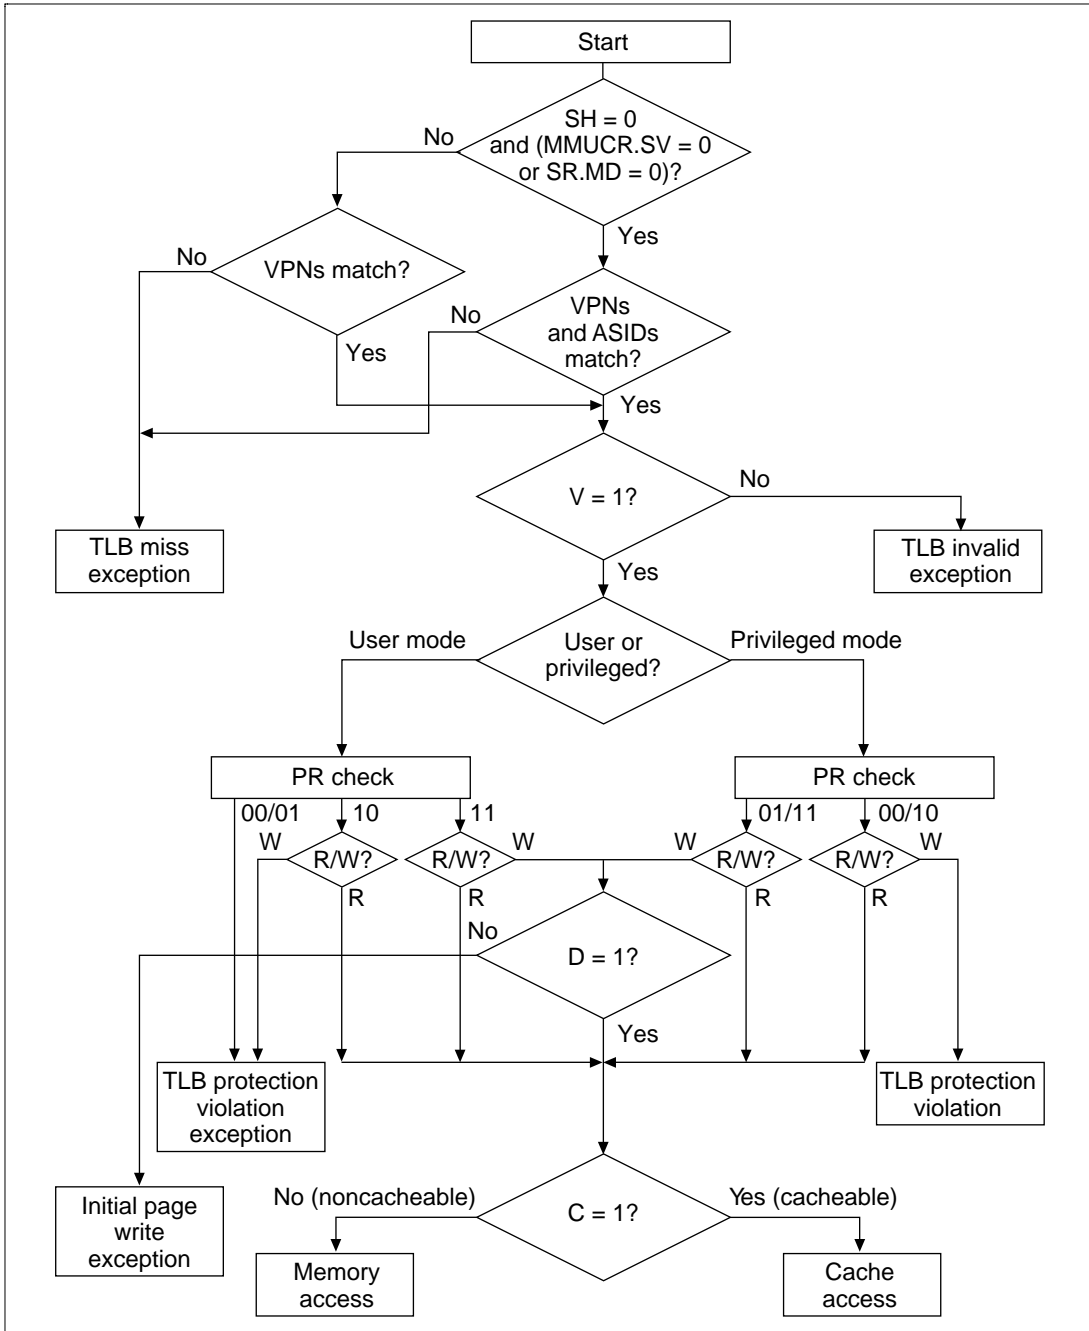 Start
SH = 0
and (MMUCR.SV = 0
or SR.MD = 0)?
No
Yes
VPNs match?
No
Yes
VPNs
and ASIDs
match?
No
Yes
V = 1?
No
Yes
TLB miss
exception
TLB invalid
exception
User or
privileged?
User mode
Privileged mode
PR check
PR check
00/01
10
11
01/11
00/10
W
R/W?
R
R/W?
W
R
W
R/W?
R
R/W?
W
R
No
D = 1?
Yes
TLB protection
violation
exception
TLB protection
violation
Initial page
write
exception
No (noncacheable)
C = 1?
Yes (cacheable)
Memory
access
Cache
access